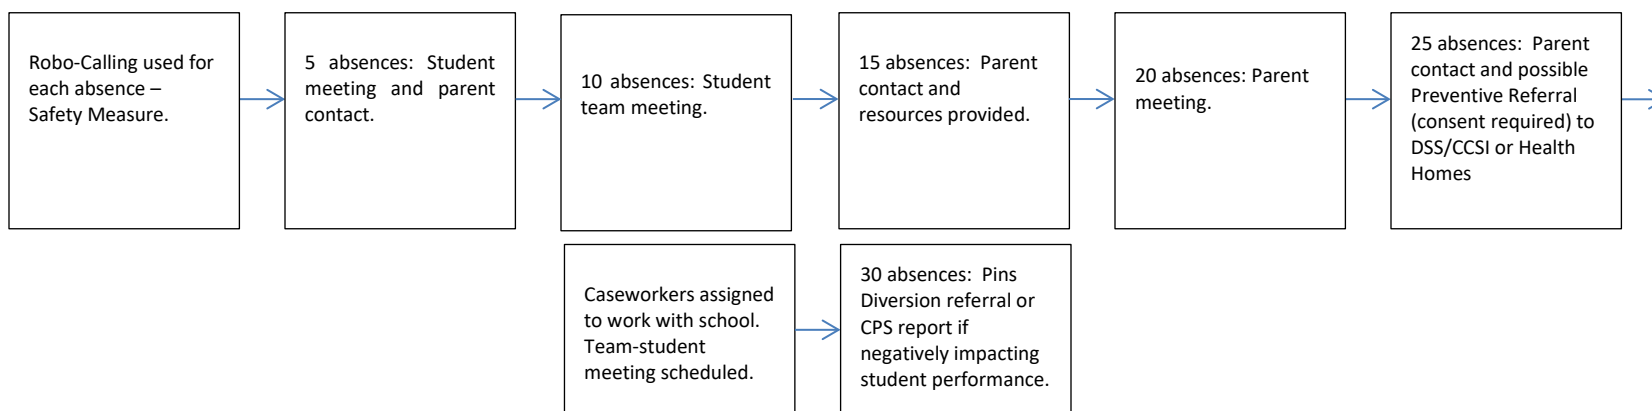 Robo-Calling used for
each absence –
Safety Measure.
5 absences: Student
meeting and parent
contact.
10 absences: Student
team meeting.
15 absences: Parent
contact and
resources provided.
20 absences: Parent
meeting.
25 absences: Parent
contact and possible
Preventive Referral
(consent required) to
DSS/CCSI or Health
Homes
Caseworkers assigned
to work with school.
Team-student
meeting scheduled.
30 absences: Pins
Diversion referral or
CPS report if
negatively impacting
student performance.